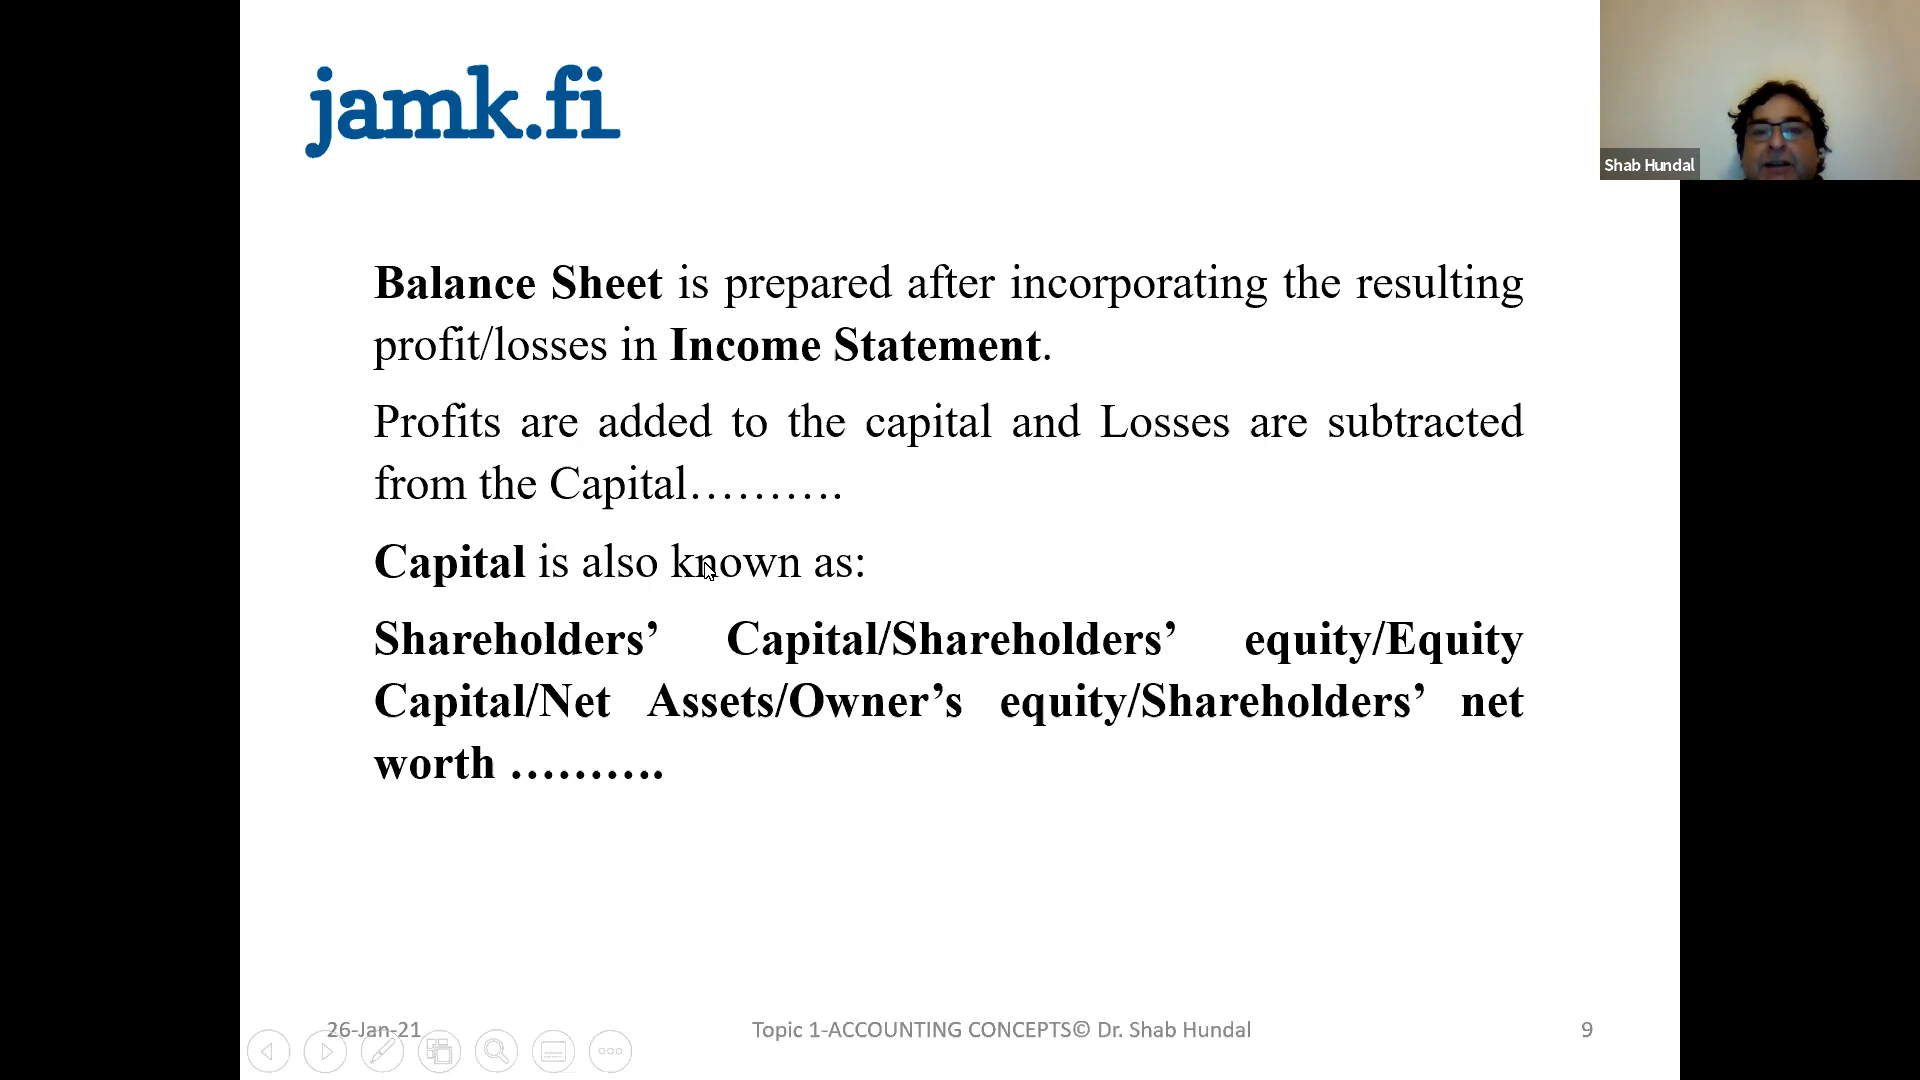 jamk.fi
Shab Hundal
Balance Sheet is prepared after incorporating the resulting
profit/losses in Income Statement.
Profits are added to the capital and Losses are subtracted
from the Capital……….
Capital is also known as:
Shareholders’ Capital/Shareholders’ equity/Equity
Capital/Net Assets/Owner’s equity/Shareholders’ net
worth ……….
26-Jan-21
Topic 1-ACCOUNTING CONCEPTS© Dr. Shab Hundal
9